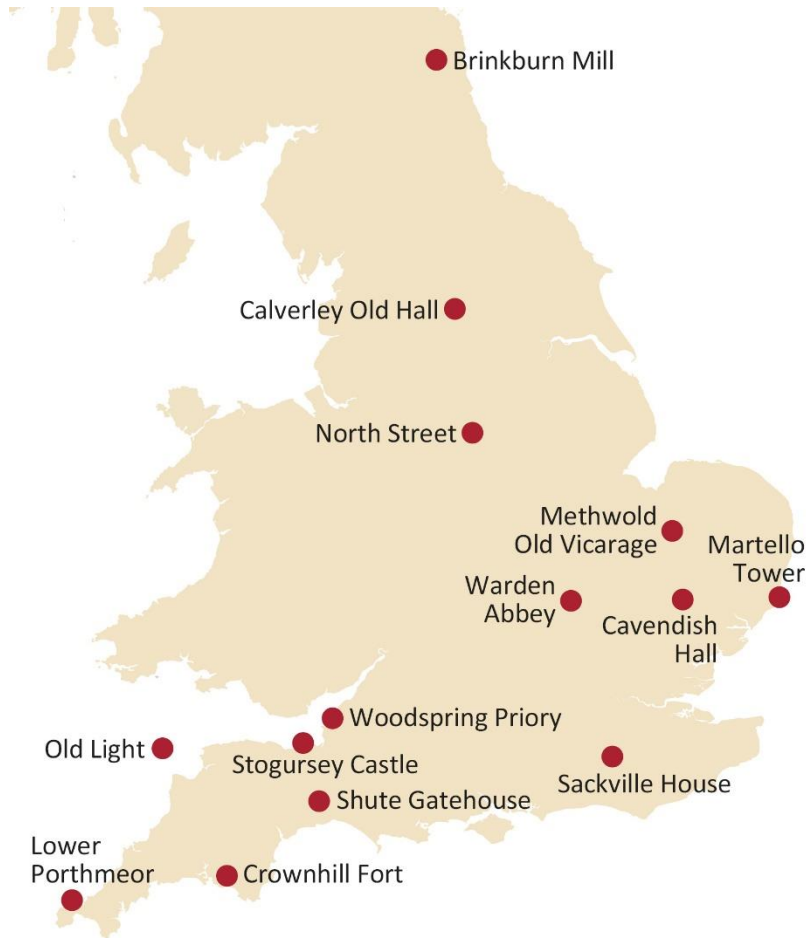 Brinkburn Mill
Calverley Old Hall
North Street
Methwold
Old Vicarage
Martello
Tower
Warden
Abbey
Cavendish
Hall
Woodspring Priory
Old Light
Stogursey Castle
Sackville House
Shute Gatehouse
Lower
Porthmeor
Crownhill Fort